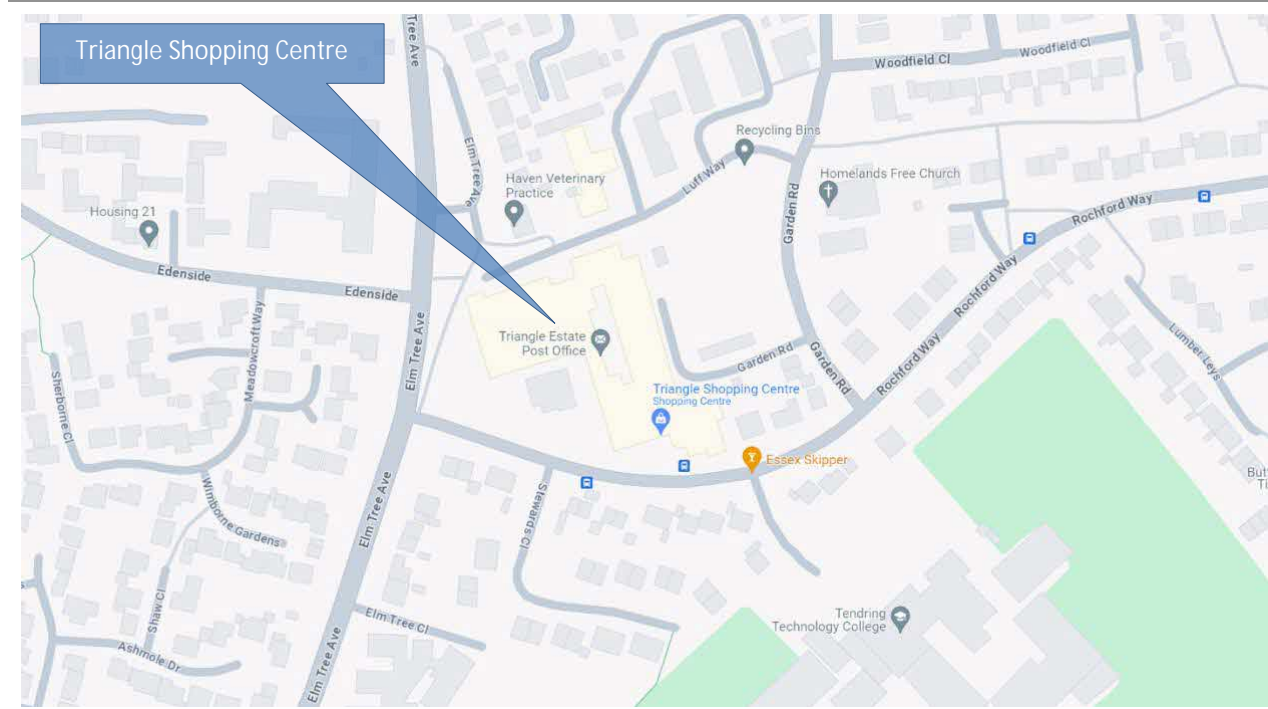 Triangle Shopping Centre
Tree Ave
Woodfield Cl
Woodfield Cl
Recycling Bins
Elm Tree Ave
Haven Veterinary
Practice
Luff Way
Homelands Free Church
Housing 21
Garden Rd
Rochford Way
Edenside
Edenside
Rochford Way
Meadowcroft Way
Triangle Estate
Post Office
Elm Tree Ave
Garden Rd
Garden Rd
Rochford Way
Lumber Leys
Sherborne Cl
Triangle Shopping Centre
Shopping Centre
Essex Skipper
Elm Tree Ave
Stewards Cl
Wimborne Gardens
Shaw Cl
Elm Tree Cl
Tendring
Technology College
Ashmole Dr
Elm Tree Ave